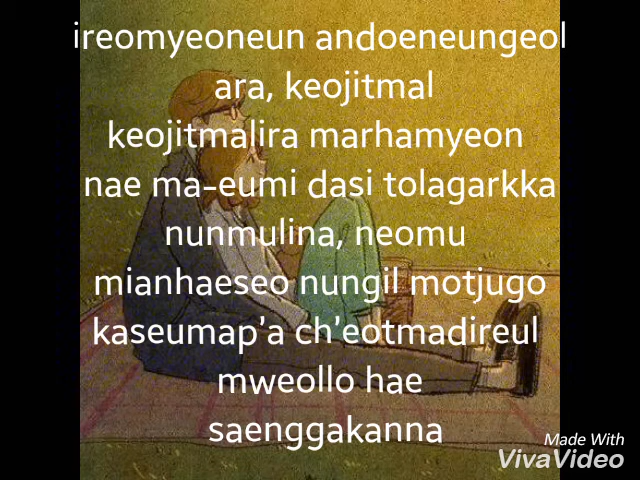 ireomyeoneun andoeneungeol
ara, keojitmal
keojitmalira marhamyeon
nae ma-eumi dasi tolagarkka
nunmulina, neomu
mianhaeseo nungil motjugo
kaseumap'a ch'eotmadireul
mweollo hae
saenggakanna
Made With
VivaVideo